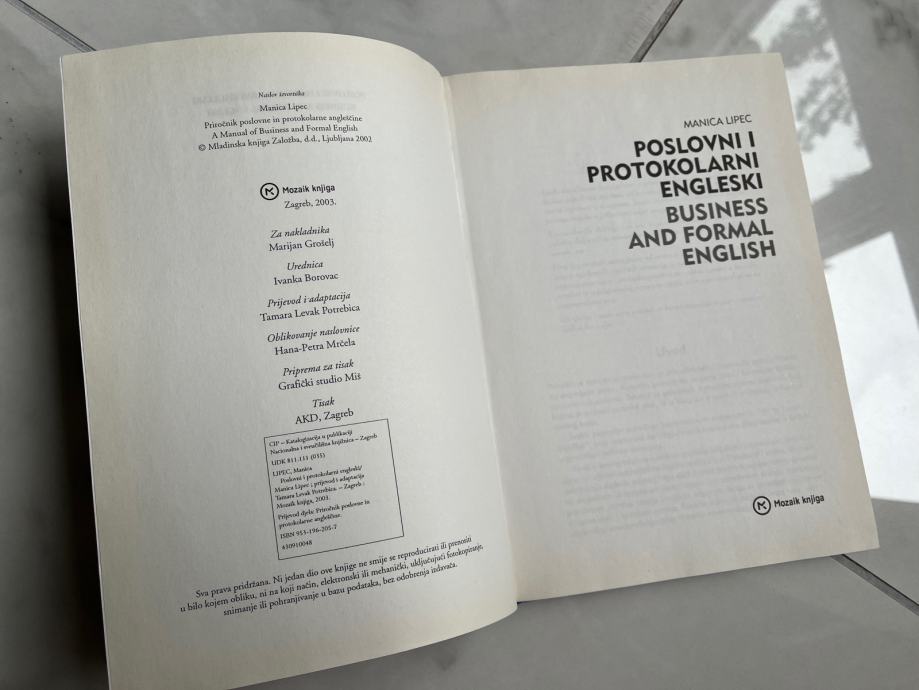 Naslov izvornika
Manica Lipec
Priročnik poslovne in protokolarne angleščine
A Manual of Business and Formal English
© Mladinska knjiga Založba, d.d., Ljubljana 2002
Mozaik knjiga
Zagreb, 2003.
Za nakladnika
Marijan Grošelj
Urednica
Ivanka Borovac
Prijevod i adaptacija
Tamara Levak Potrebica
Oblikovanje naslovnice
Hana-Petra Mrčela
Priprema za tisak
Grafički studio Miš
Tisak
AKD, Zagreb
CIP – Katalogizacija u publikaciji
Nacionalna i sveučilišna knjižnica – Zagreb
UDK 811.111 (035)
LIPEC, Manica
Poslovni i protokolarni engleski/
Manica Lipec ; prijevod i adaptacija
Tamara Levak Potrebica. – Zagreb :
Mozaik knjiga, 2003.
Prijevod djela: Priročnik poslovne in
protokolarne angleščine.
ISBN 953-196-205-7
430910048
Sva prava pridržana. Ni jedan dio ove knjige ne smije se reproducirati ili prenositi
u bilo kojem obliku, ni na koji način, elektronski ili mehanički, uključujući fotokopiranje,
snimanje ili pohranjivanje u bazu podataka, bez odobrenja izdavača.
MANICA LIPEC
POSLOVNI I
PROTOKOLARNI
ENGLESKI
BUSINESS
AND FORMAL
ENGLISH
Mozaik knjiga